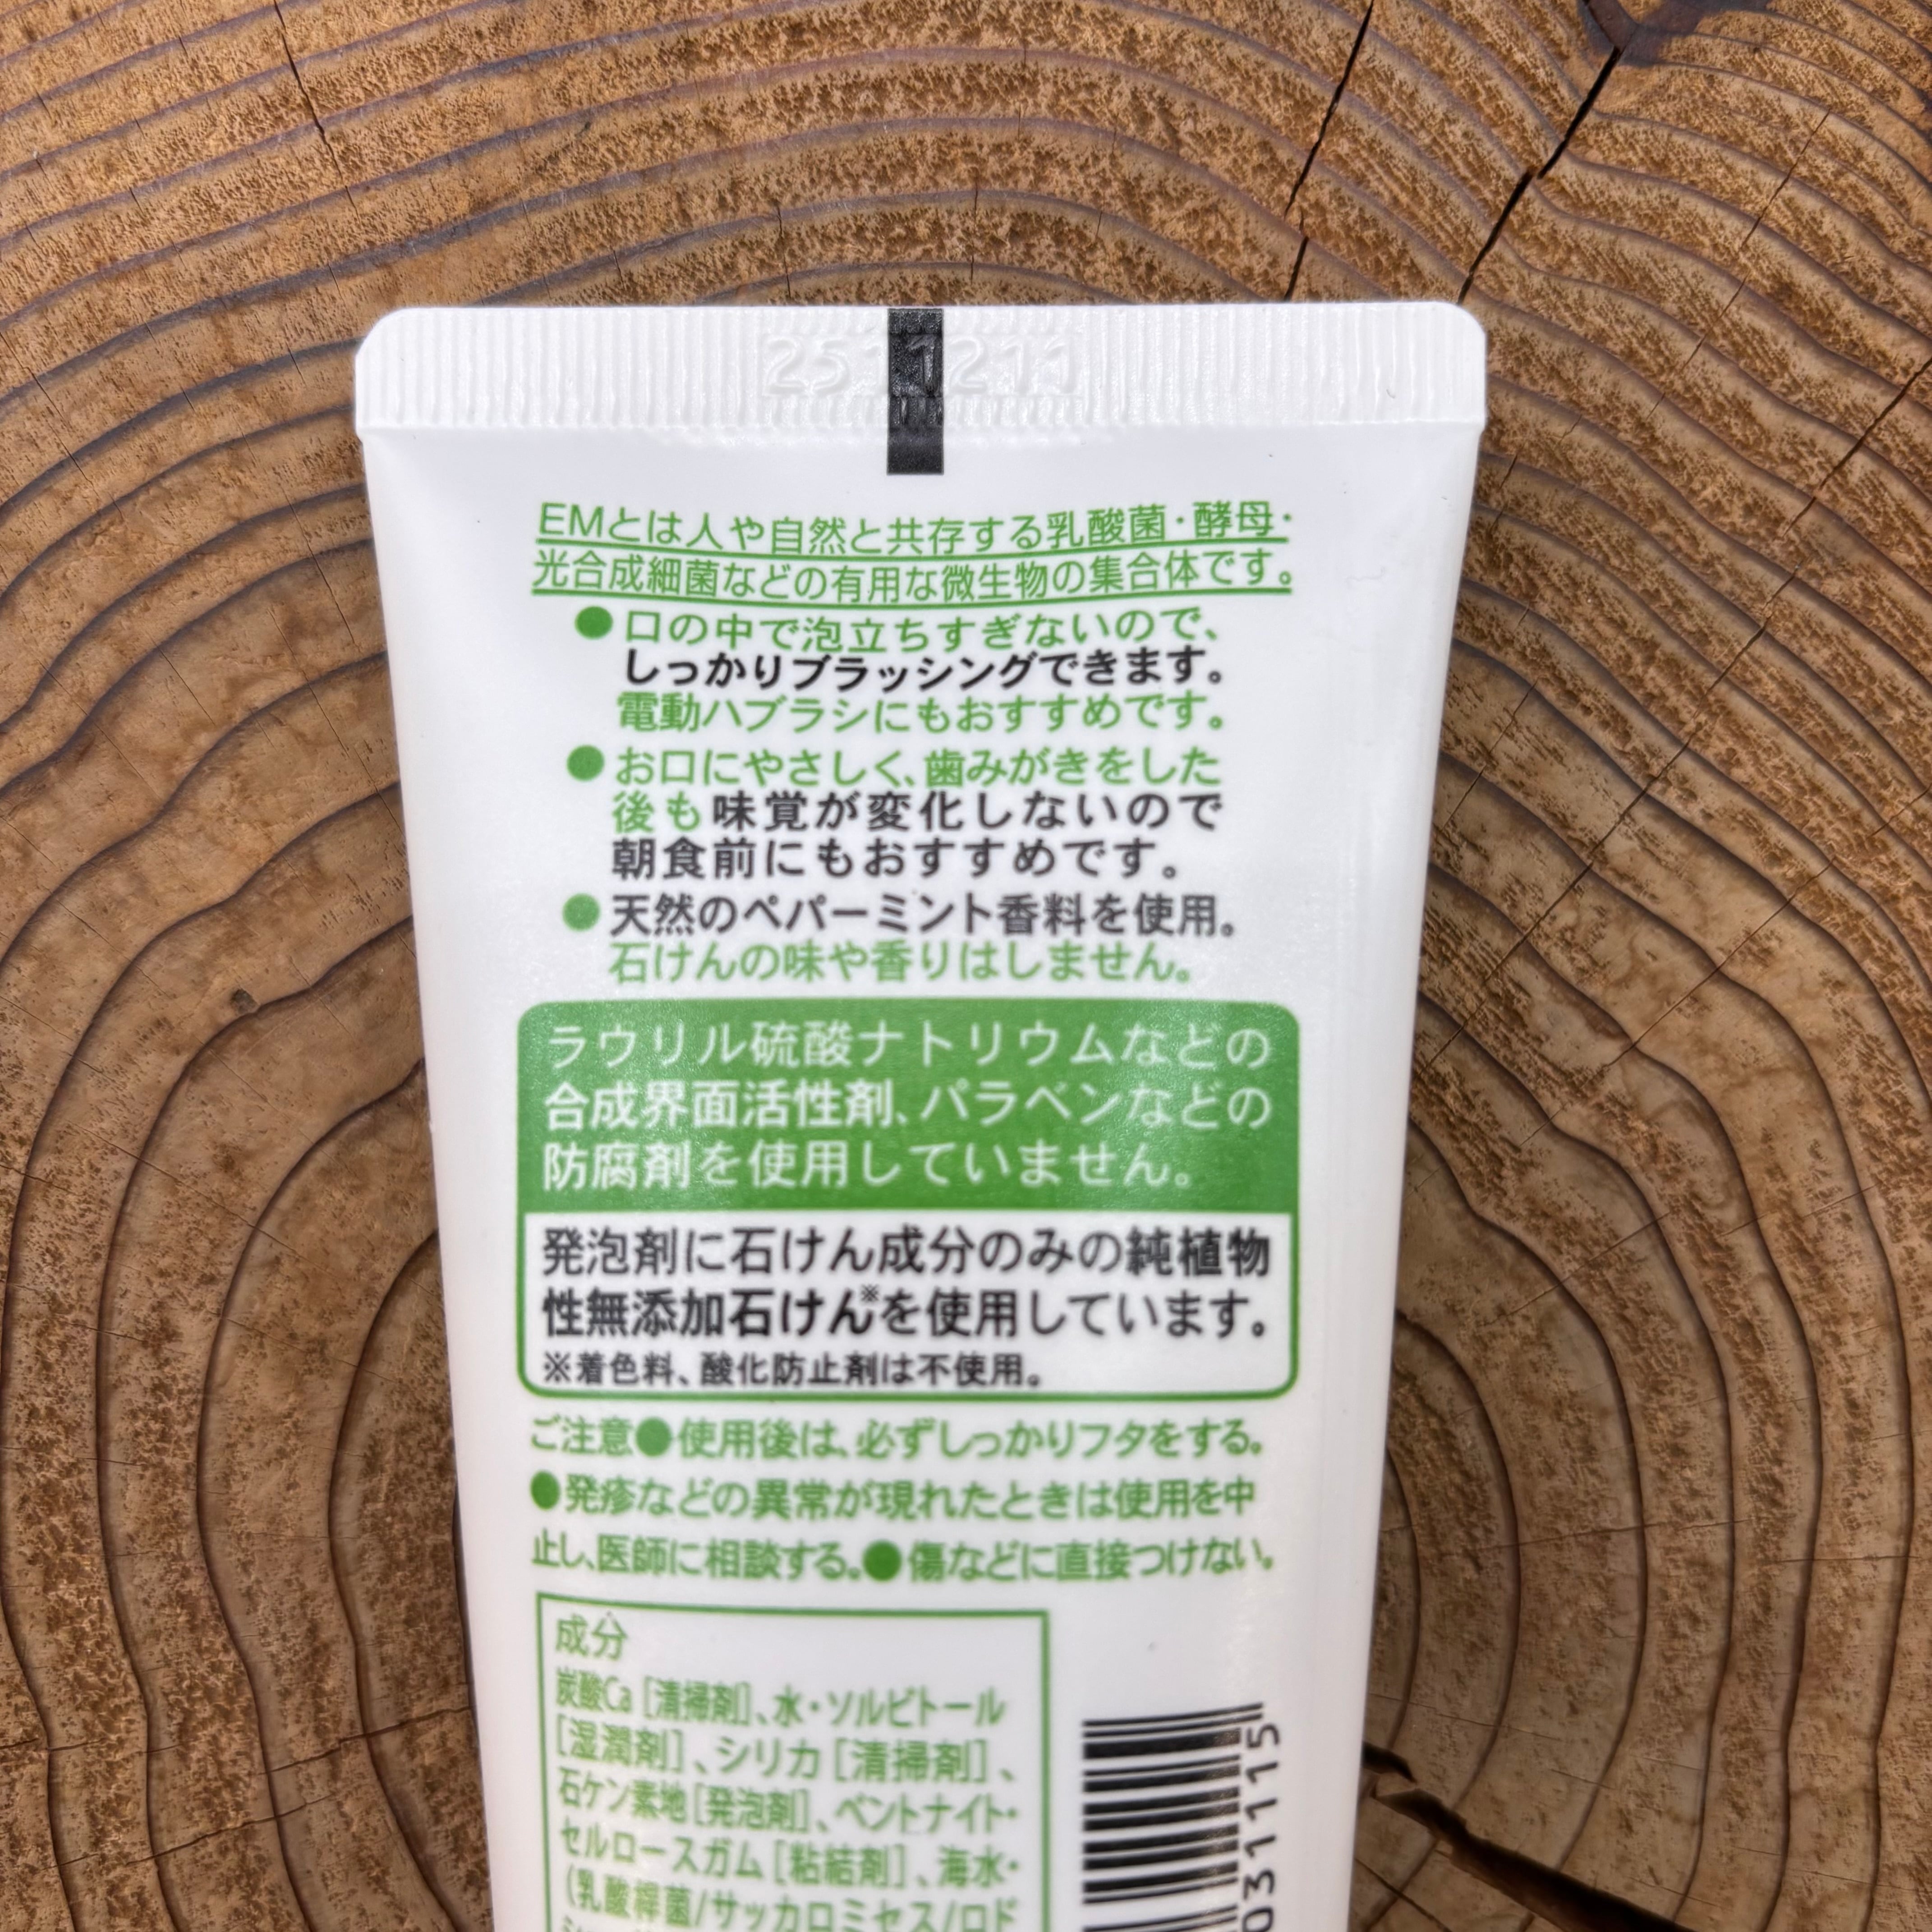 2511211
EMとは人や自然と共存する乳酸菌・酵母・
光合成細菌などの有用な微生物の集合体です。
●口の中で泡立ちすぎないので、
しっかりブラッシングできます。
電動ハブラシにもおすすめです。
●お口にやさしく、歯みがきをした
後も味覚が変化しないので
朝食前にもおすすめです。
●天然のペパーミント香料を使用。
石けんの味や香りはしません。
ラウリル硫酸ナトリウムなどの
合成界面活性剤、パラベンなどの
防腐剤を使用していません。
発泡剤に石けん成分のみの純植物
性無添加石けん※を使用しています。
※着色料、酸化防止剤は不使用。
ご注意●使用後は、必ずしっかりフタをする。
●発疹などの異常が現れたときは使用を中
止し、医師に相談する。●傷などに直接つけない。
成分
炭酸Ca［清掃剤］、水・ソルビトール
［湿潤剤］、シリカ［清掃剤］、
石ケン素地［発泡剤］、ベントナイト・
セルロースガム［粘結剤］、海水・
（乳酸桿菌/サッカロミセス/ロド
031115